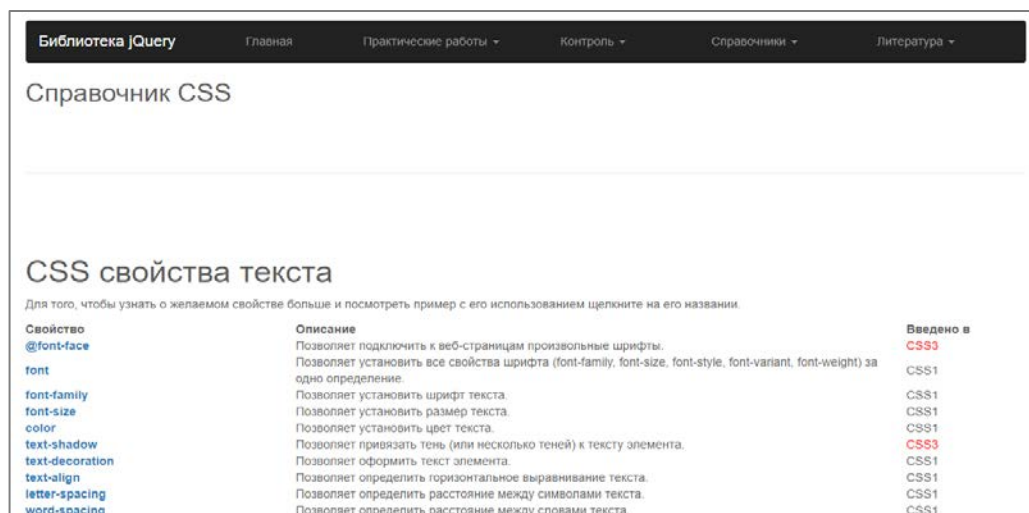 Библиотека jQuery Главная Практические работы Контроль Справочники Литература
Справочник CSS
CSS свойства текста
Для того, чтобы узнать о желаемом свойстве больше и посмотреть пример с его использованием щелкните на его названии.
Свойство Описание Введено в
@font-face Позволяет подключить к веб-страницам произвольные шрифты. CSS3
font Позволяет установить все свойства шрифта (font-family, font-size, font-style, font-variant, font-weight) за одно определение. CSS1
font-family Позволяет установить шрифт текста. CSS1
font-size Позволяет установить размер текста. CSS1
color Позволяет установить цвет текста. CSS1
text-shadow Позволяет привязать тень (или несколько теней) к тексту элемента. CSS3
text-decoration Позволяет оформить текст элемента. CSS1
text-align Позволяет определить горизонтальное выравнивание текста. CSS1
letter-spacing Позволяет определить расстояние между символами текста. CSS1
word-spacing Позволяет определить расстояние между словами текста. CSS1